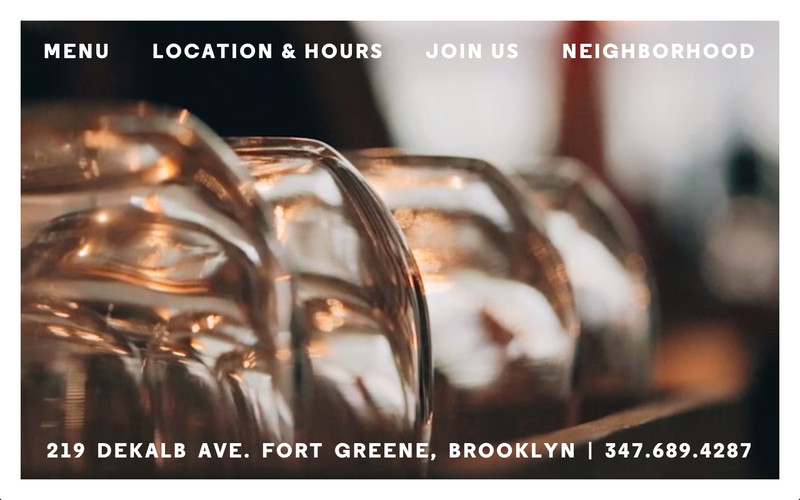 MENU LOCATION & HOURS JOIN US NEIGHBORHOOD
219 DEKALB AVE. FORT GREENE, BROOKLYN | 347.689.4287